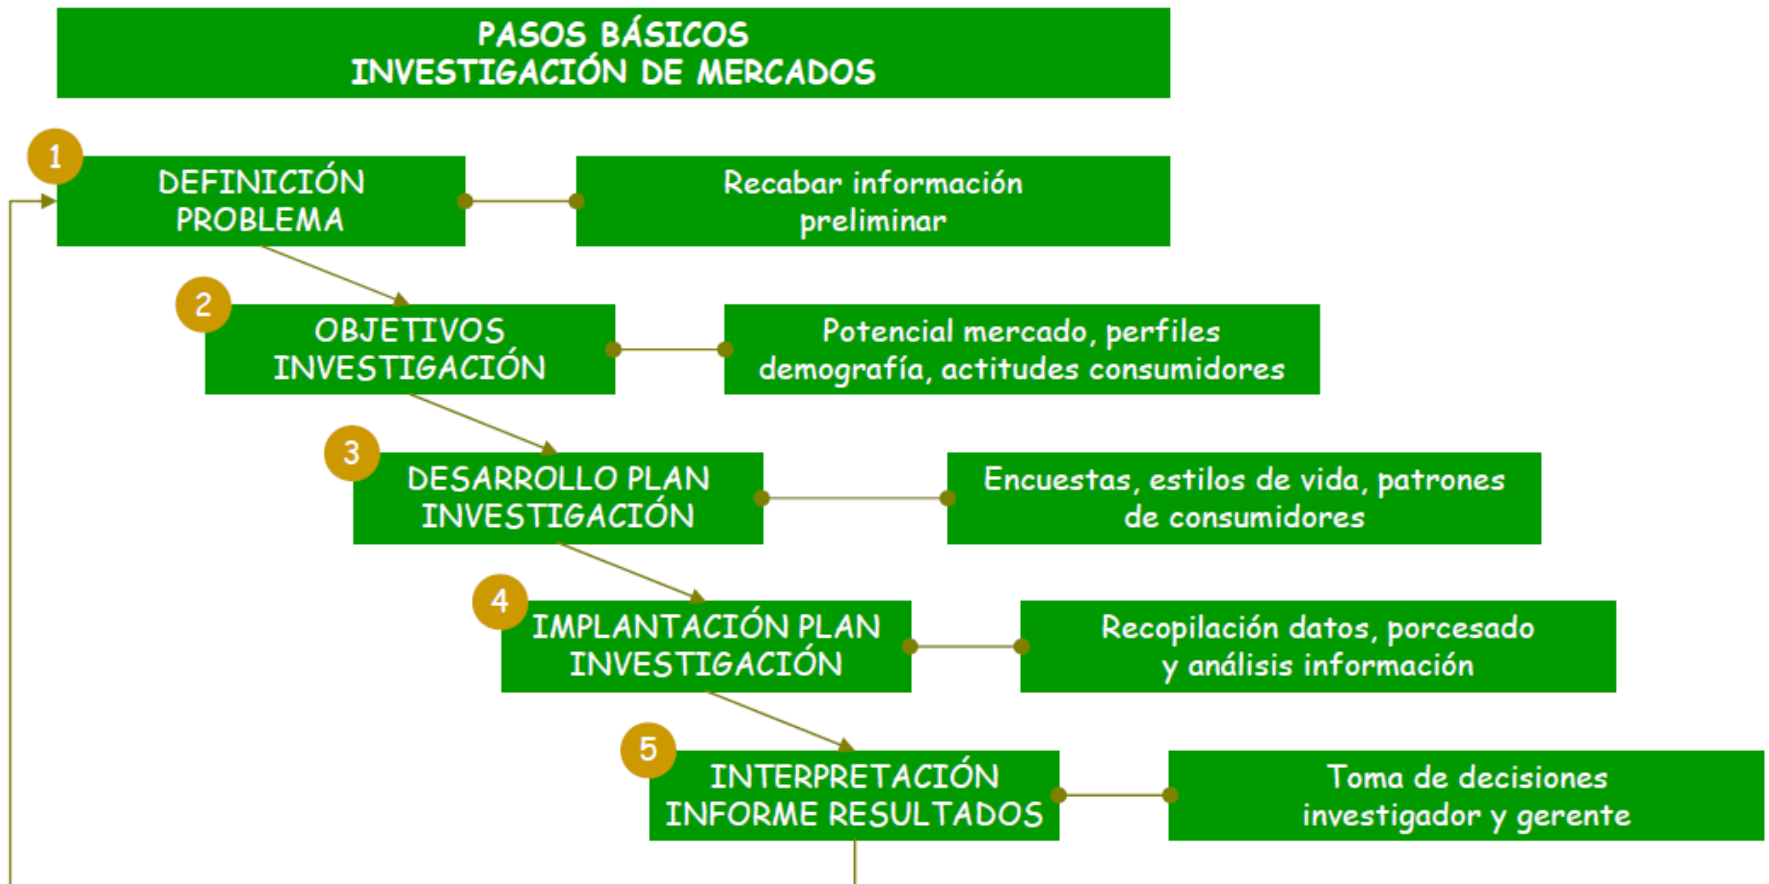 PASOS BÁSICOS
INVESTIGACIÓN DE MERCADOS
1
DEFINICIÓN
PROBLEMA
Recabar información
preliminar
2
OBJETIVOS
INVESTIGACIÓN
Potencial mercado, perfiles
demografía, actitudes consumidores
3
DESARROLLO PLAN
INVESTIGACIÓN
Encuestas, estilos de vida, patrones
de consumidores
4
IMPLANTACIÓN PLAN
INVESTIGACIÓN
Recopilación datos, porcesado
y análisis información
5
INTERPRETACIÓN
INFORME RESULTADOS
Toma de decisiones
investigador y gerente